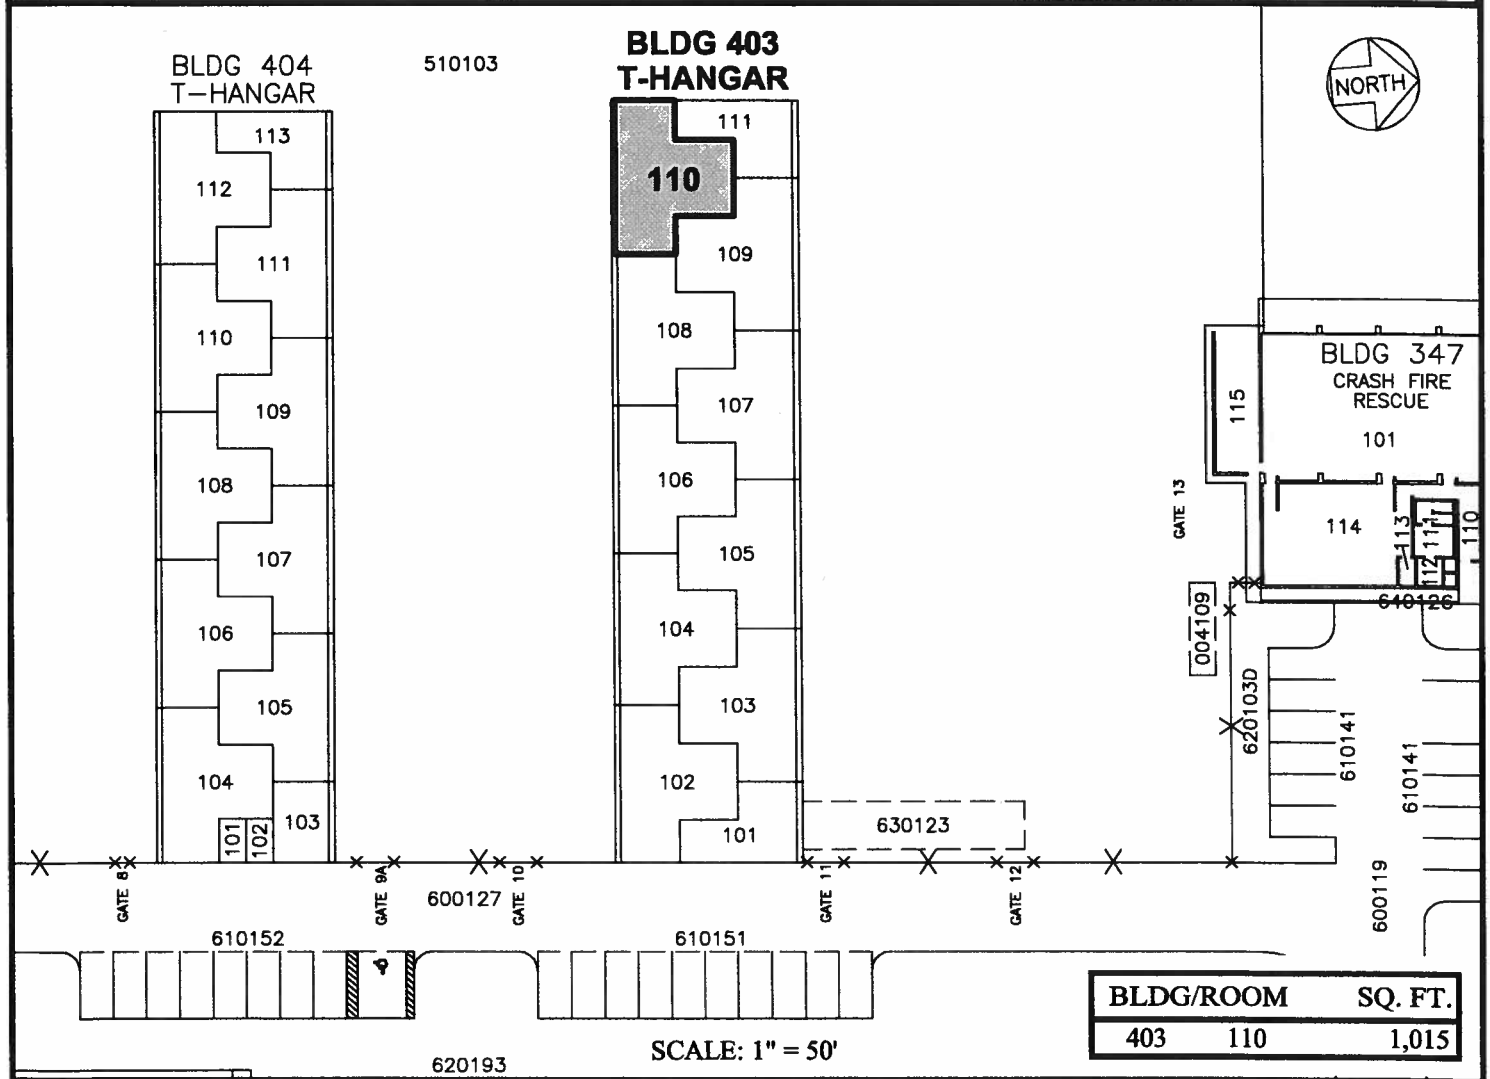 BLDG 404
T-HANGAR
510103
BLDG 403
T-HANGAR
NORTH
113
112
111
110
109
108
107
106
105
104
103
101
102
111
110
109
108
107
106
105
104
103
102
101
BLDG 347
CRASH FIRE
RESCUE
101
115
114
113
111
112
110
640126
GATE 13
004109
620103D
610141
610141
600119
630123
GATE 8
GATE 9A
600127
GATE 10
GATE 11
GATE 12
610152
610151
BLDG/ROOM SQ. FT.
403 110 1,015
SCALE: 1" = 50'
620193